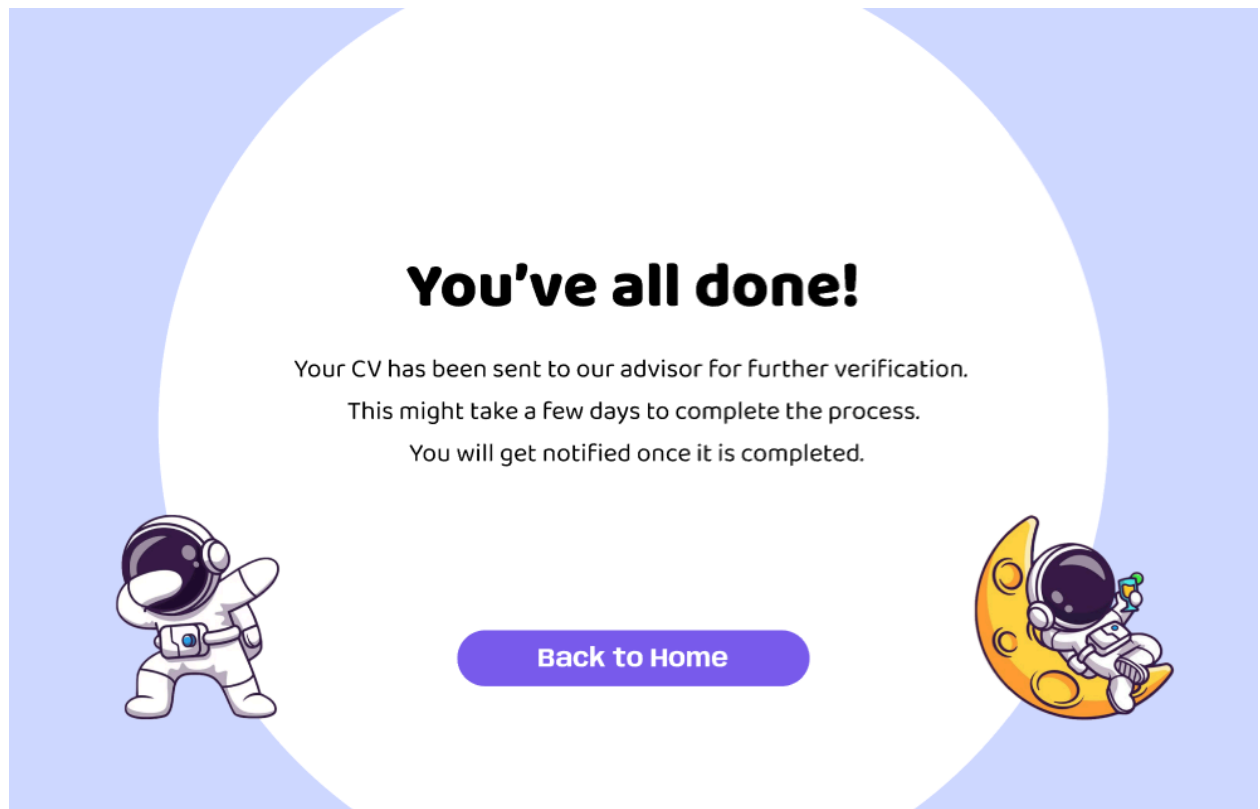 You’ve all done!
Your CV has been sent to our advisor for further verification.
This might take a few days to complete the process.
You will get notified once it is completed.
Back to Home